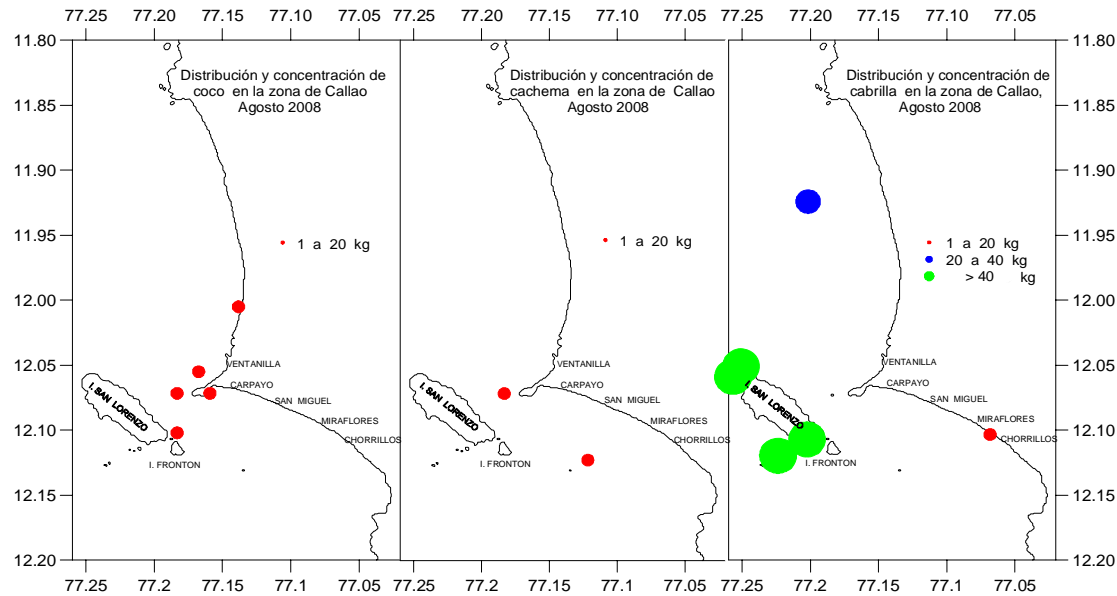 77.25 77.2 77.15 77.1 77.05 77.25 77.2 77.15 77.1 77.05 77.25 77.2 77.15 77.1 77.05
11.80 11.80
11.85 11.85
11.90 11.90
11.95 11.95
12.00 12.00
12.05 12.05
12.10 12.10
12.15 12.15
12.20 12.20
Distribución y concentración de
coco en la zona de Callao
Agosto 2008
1 a 20 kg
VENTANILLA
CARPAYO
SAN MIGUEL
MIRAFLORES
CHORRILLOS
I. SAN LORENZO
I. FRONTON
Distribución y concentración de
cachema en la zona de Callao
Agosto 2008
1 a 20 kg
VENTANILLA
CARPAYO
SAN MIGUEL
MIRAFLORES
CHORRILLOS
I. SAN LORENZO
I. FRONTON
Distribución y concentración de
cabrilla en la zona de Callao,
Agosto 2008
1 a 20 kg
20 a 40 kg
> 40 kg
VENTANILLA
CARPAYO
SAN MIGUEL
MIRAFLORES
CHORRILLOS
I. SAN LORENZO
I. FRONTON
77.25 77.2 77.15 77.1 77.05 77.25 77.2 77.15 77.1 77.05 77.25 77.2 77.15 77.1 77.05